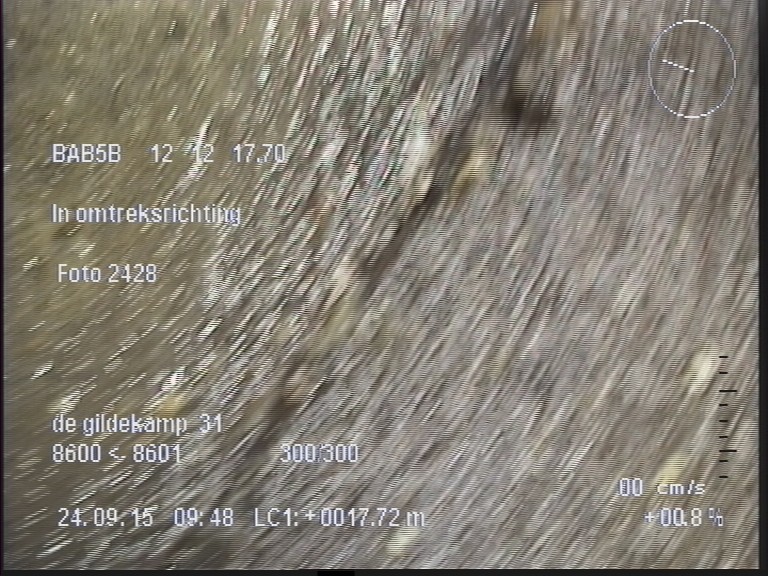 BAB5B 12 12 17.70
In omtreksrichting
Foto 2428
de gildekamp 31
8600 <- 8601 300/300
00 cm/s
24.09.15 09:48 LC1:+0017.72 m +00.8 %